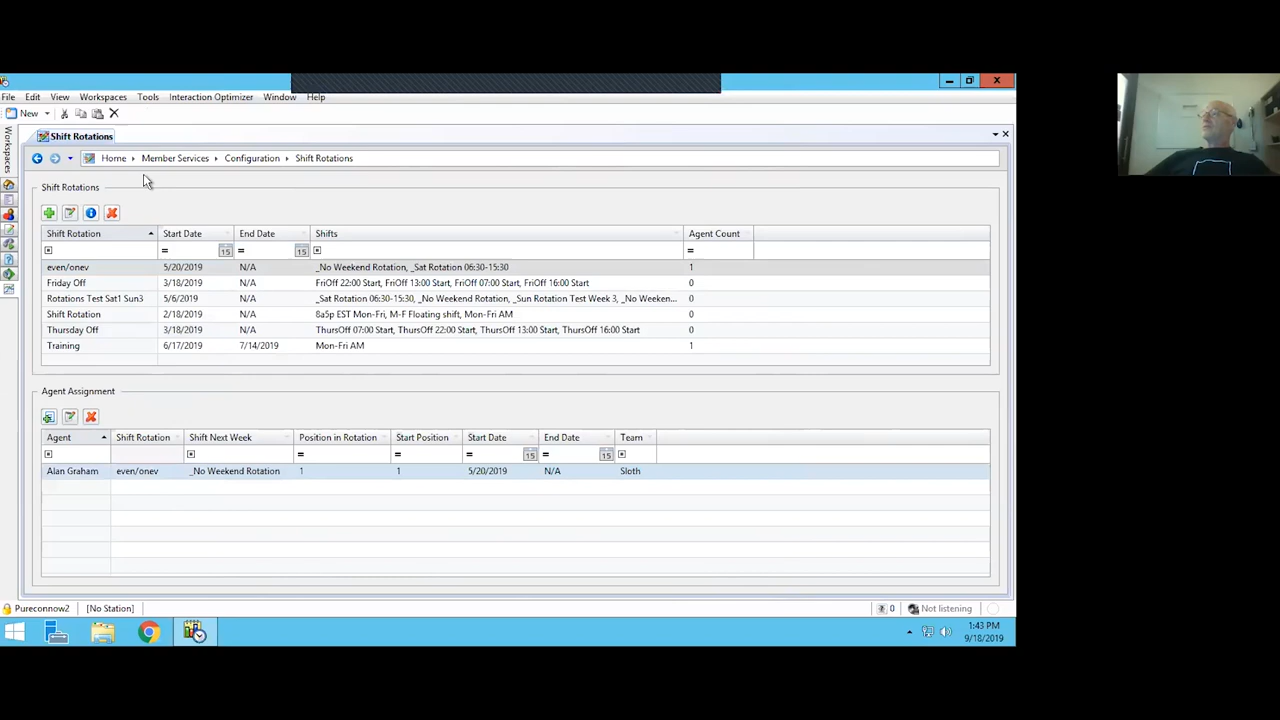 File Edit View Workspaces Tools Interaction Optimizer Window Help
New
Workspaces
Shift Rotations
Home Member Services Configuration Shift Rotations
Shift Rotations
Shift Rotation Start Date End Date Shifts Agent Count
= 15 = 15 =
even/onev 5/20/2019 N/A _No Weekend Rotation, _Sat Rotation 06:30-15:30 1
Friday Off 3/18/2019 N/A FriOff 22:00 Start, FriOff 13:00 Start, FriOff 07:00 Start, FriOff 16:00 Start 0
Rotations Test Sat1 Sun3 5/6/2019 N/A _Sat Rotation 06:30-15:30, _No Weekend Rotation, _Sun Rotation Test Week 3, _No Weeken... 0
Shift Rotation 2/18/2019 N/A 8a5p EST Mon-Fri, M-F Floating shift, Mon-Fri AM 0
Thursday Off 3/18/2019 N/A ThursOff 07:00 Start, ThursOff 22:00 Start, ThursOff 13:00 Start, ThursOff 16:00 Start 0
Training 6/17/2019 7/14/2019 Mon-Fri AM 1
Agent Assignment
Agent Shift Rotation Shift Next Week Position in Rotation Start Position Start Date End Date Team
= = = 15 = 15
Alan Graham even/onev _No Weekend Rotation 1 1 5/20/2019 N/A Sloth
Pureconnow2 [No Station] 0 Not listening
1:43 PM
9/18/2019